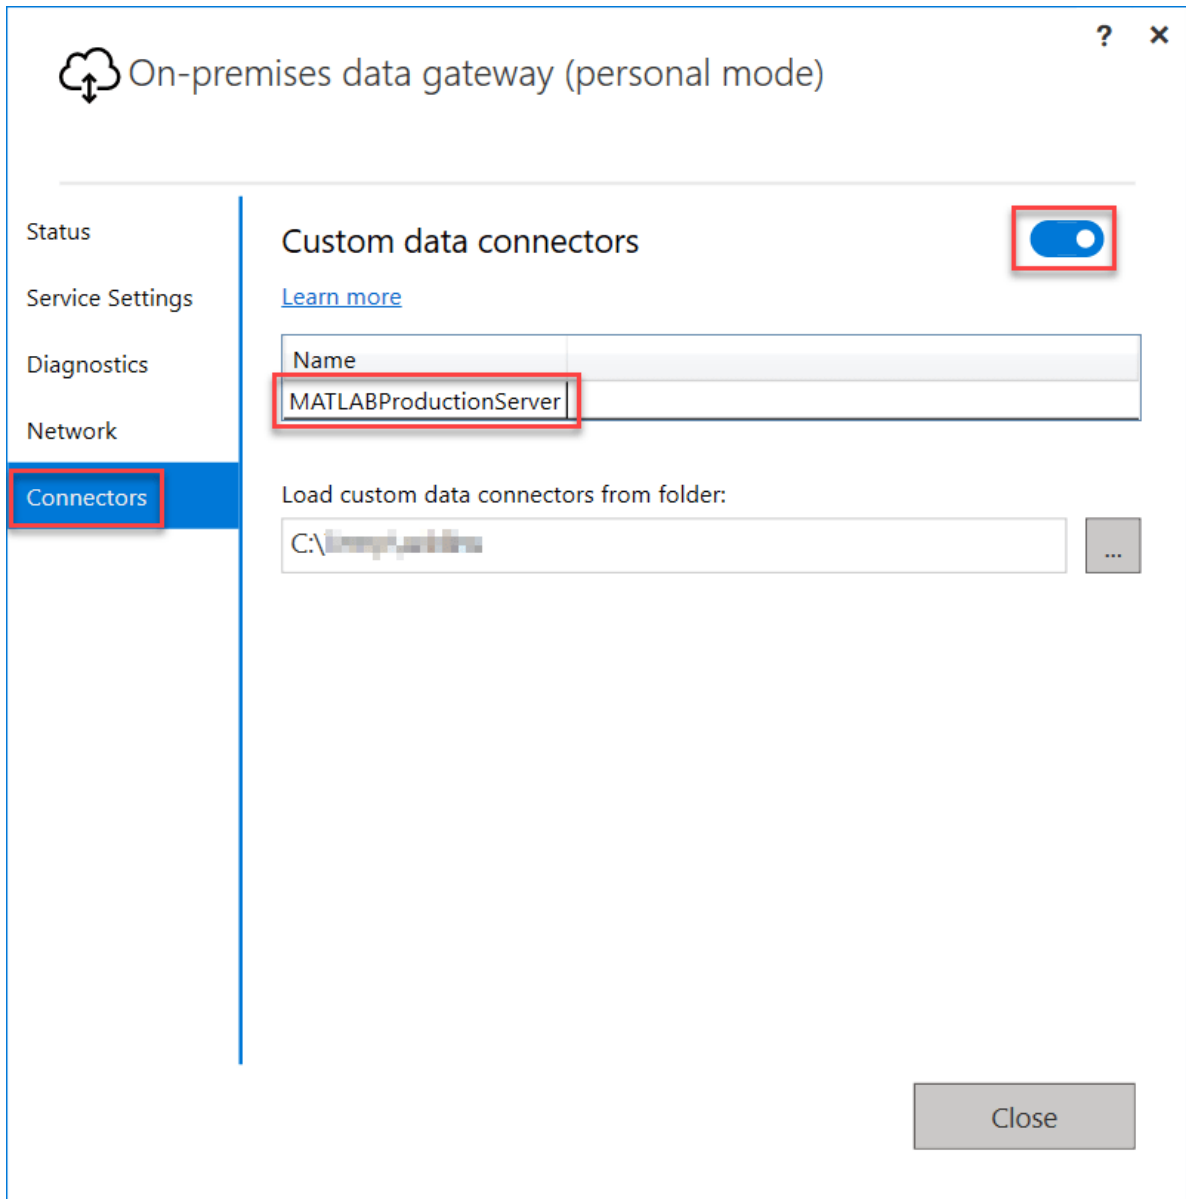 ? ×
On-premises data gateway (personal mode)
Status
Service Settings
Diagnostics
Network
Connectors
Custom data connectors
Learn more
Name
MATLABProductionServer
Load custom data connectors from folder:
C:\
...
Close